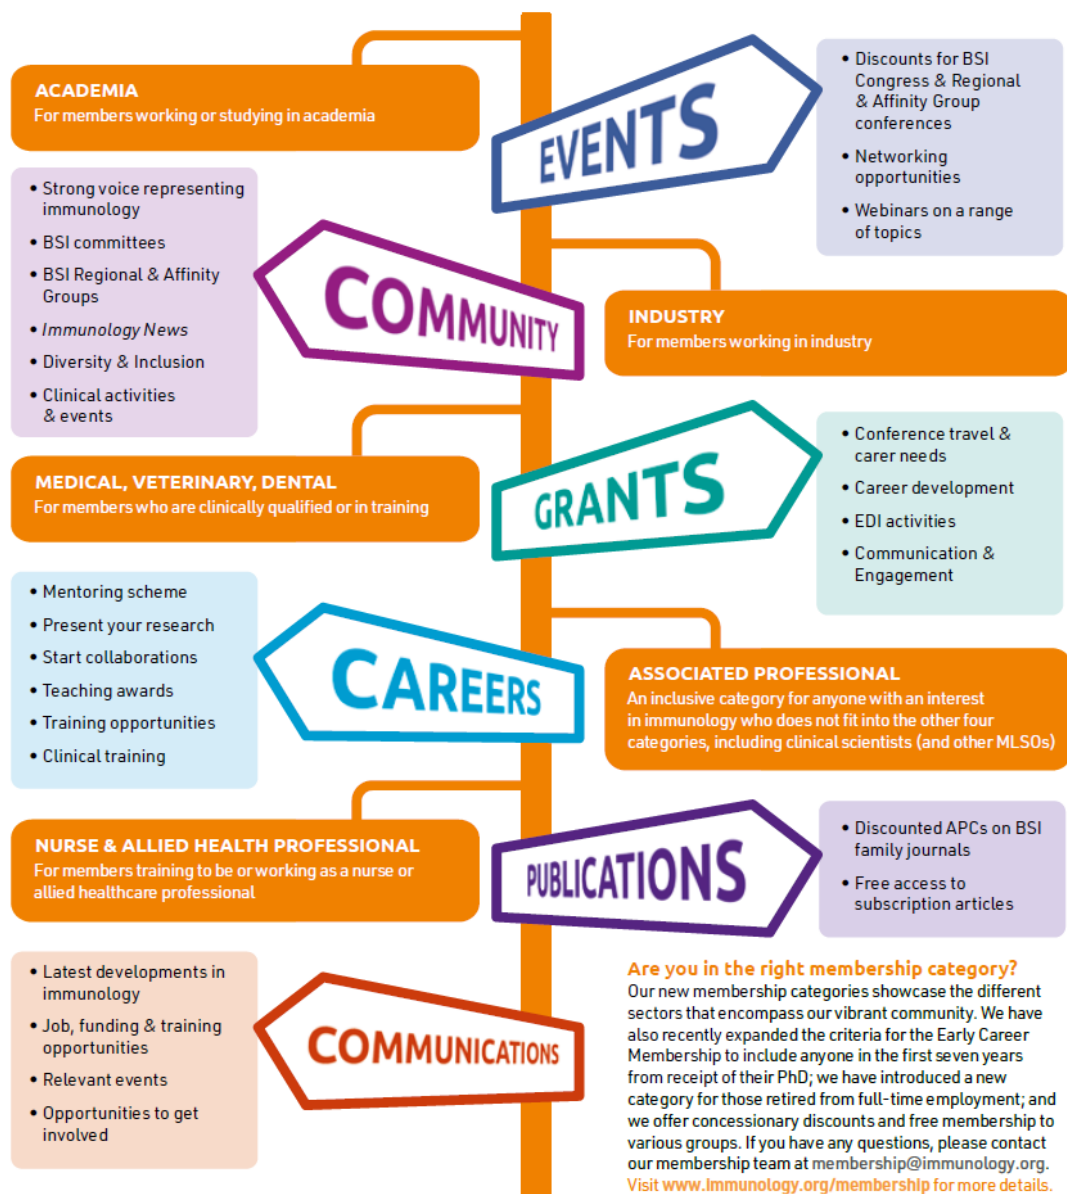 ACADEMIA
For members working or studying in academia
EVENTS
• Discounts for BSI
Congress & Regional
& Affinity Group
conferences
• Networking
opportunities
• Webinars on a range
of topics
• Strong voice representing
immunology
• BSI committees
• BSI Regional & Affinity
Groups
• Immunology News
• Diversity & Inclusion
• Clinical activities
& events
COMMUNITY
INDUSTRY
For members working in industry
MEDICAL, VETERINARY, DENTAL
For members who are clinically qualified or in training
GRANTS
• Conference travel &
carer needs
• Career development
• EDI activities
• Communication &
Engagement
• Mentoring scheme
• Present your research
• Start collaborations
• Teaching awards
• Training opportunities
• Clinical training
CAREERS
ASSOCIATED PROFESSIONAL
An inclusive category for anyone with an interest
in immunology who does not fit into the other four
categories, including clinical scientists (and other MLSOs)
NURSE & ALLIED HEALTH PROFESSIONAL
For members training to be or working as a nurse or
allied healthcare professional
PUBLICATIONS
• Discounted APCs on BSI
family journals
• Free access to
subscription articles
• Latest developments in
immunology
• Job, funding & training
opportunities
• Relevant events
• Opportunities to get
involved
COMMUNICATIONS
Are you in the right membership category?
Our new membership categories showcase the different
sectors that encompass our vibrant community. We have
also recently expanded the criteria for the Early Career
Membership to include anyone in the first seven years
from receipt of their PhD; we have introduced a new
category for those retired from full-time employment; and
we offer concessionary discounts and free membership to
various groups. If you have any questions, please contact
our membership team at membership@immunology.org.
Visit www.immunology.org/membership for more details.